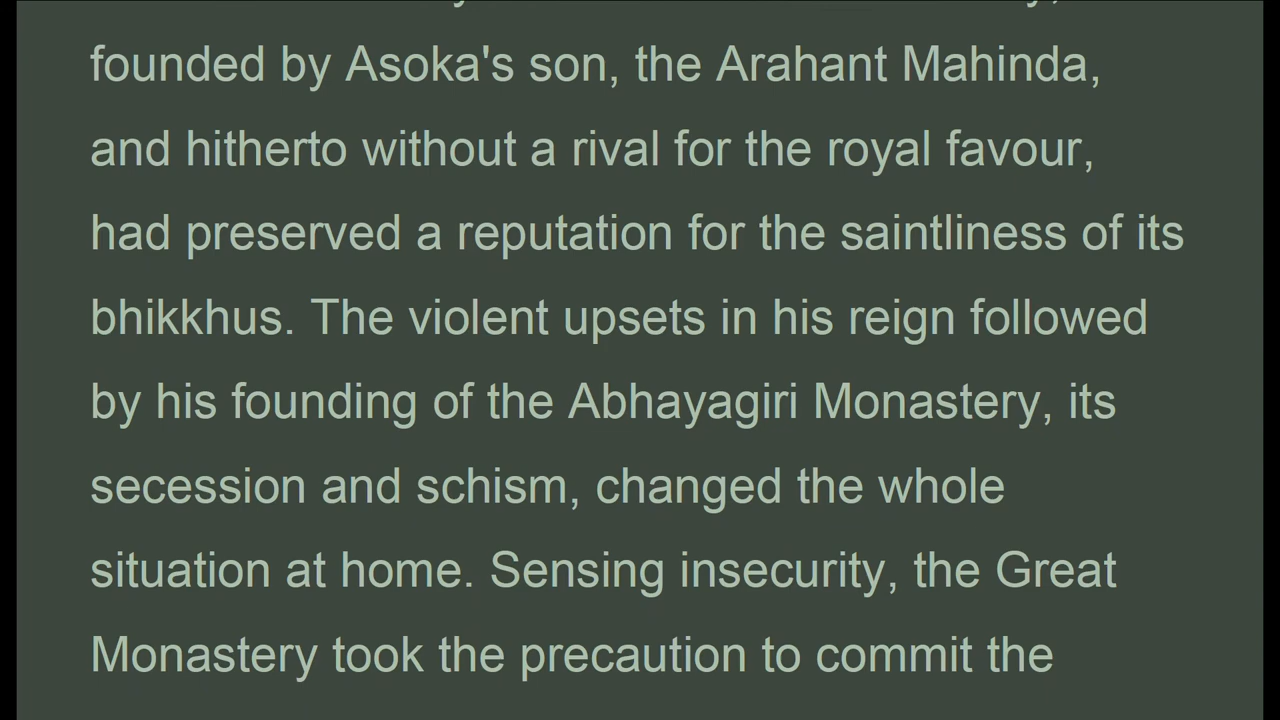 founded by Asoka's son, the Arahant Mahinda,
and hitherto without a rival for the royal favour,
had preserved a reputation for the saintliness of its
bhikkhus. The violent upsets in his reign followed
by his founding of the Abhayagiri Monastery, its
secession and schism, changed the whole
situation at home. Sensing insecurity, the Great
Monastery took the precaution to commit the